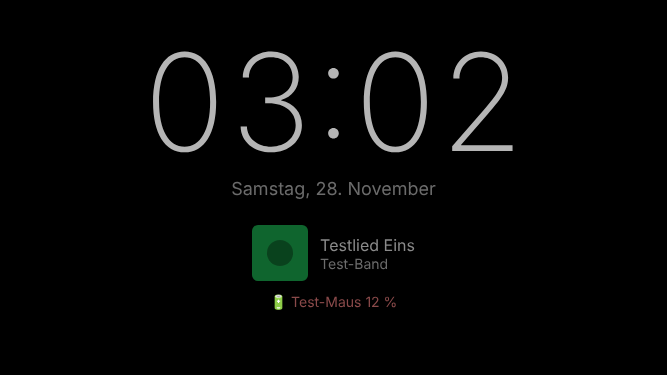 03:02
Samstag, 28. November
Testlied Eins
Test-Band
🔋 Test-Maus 12 %